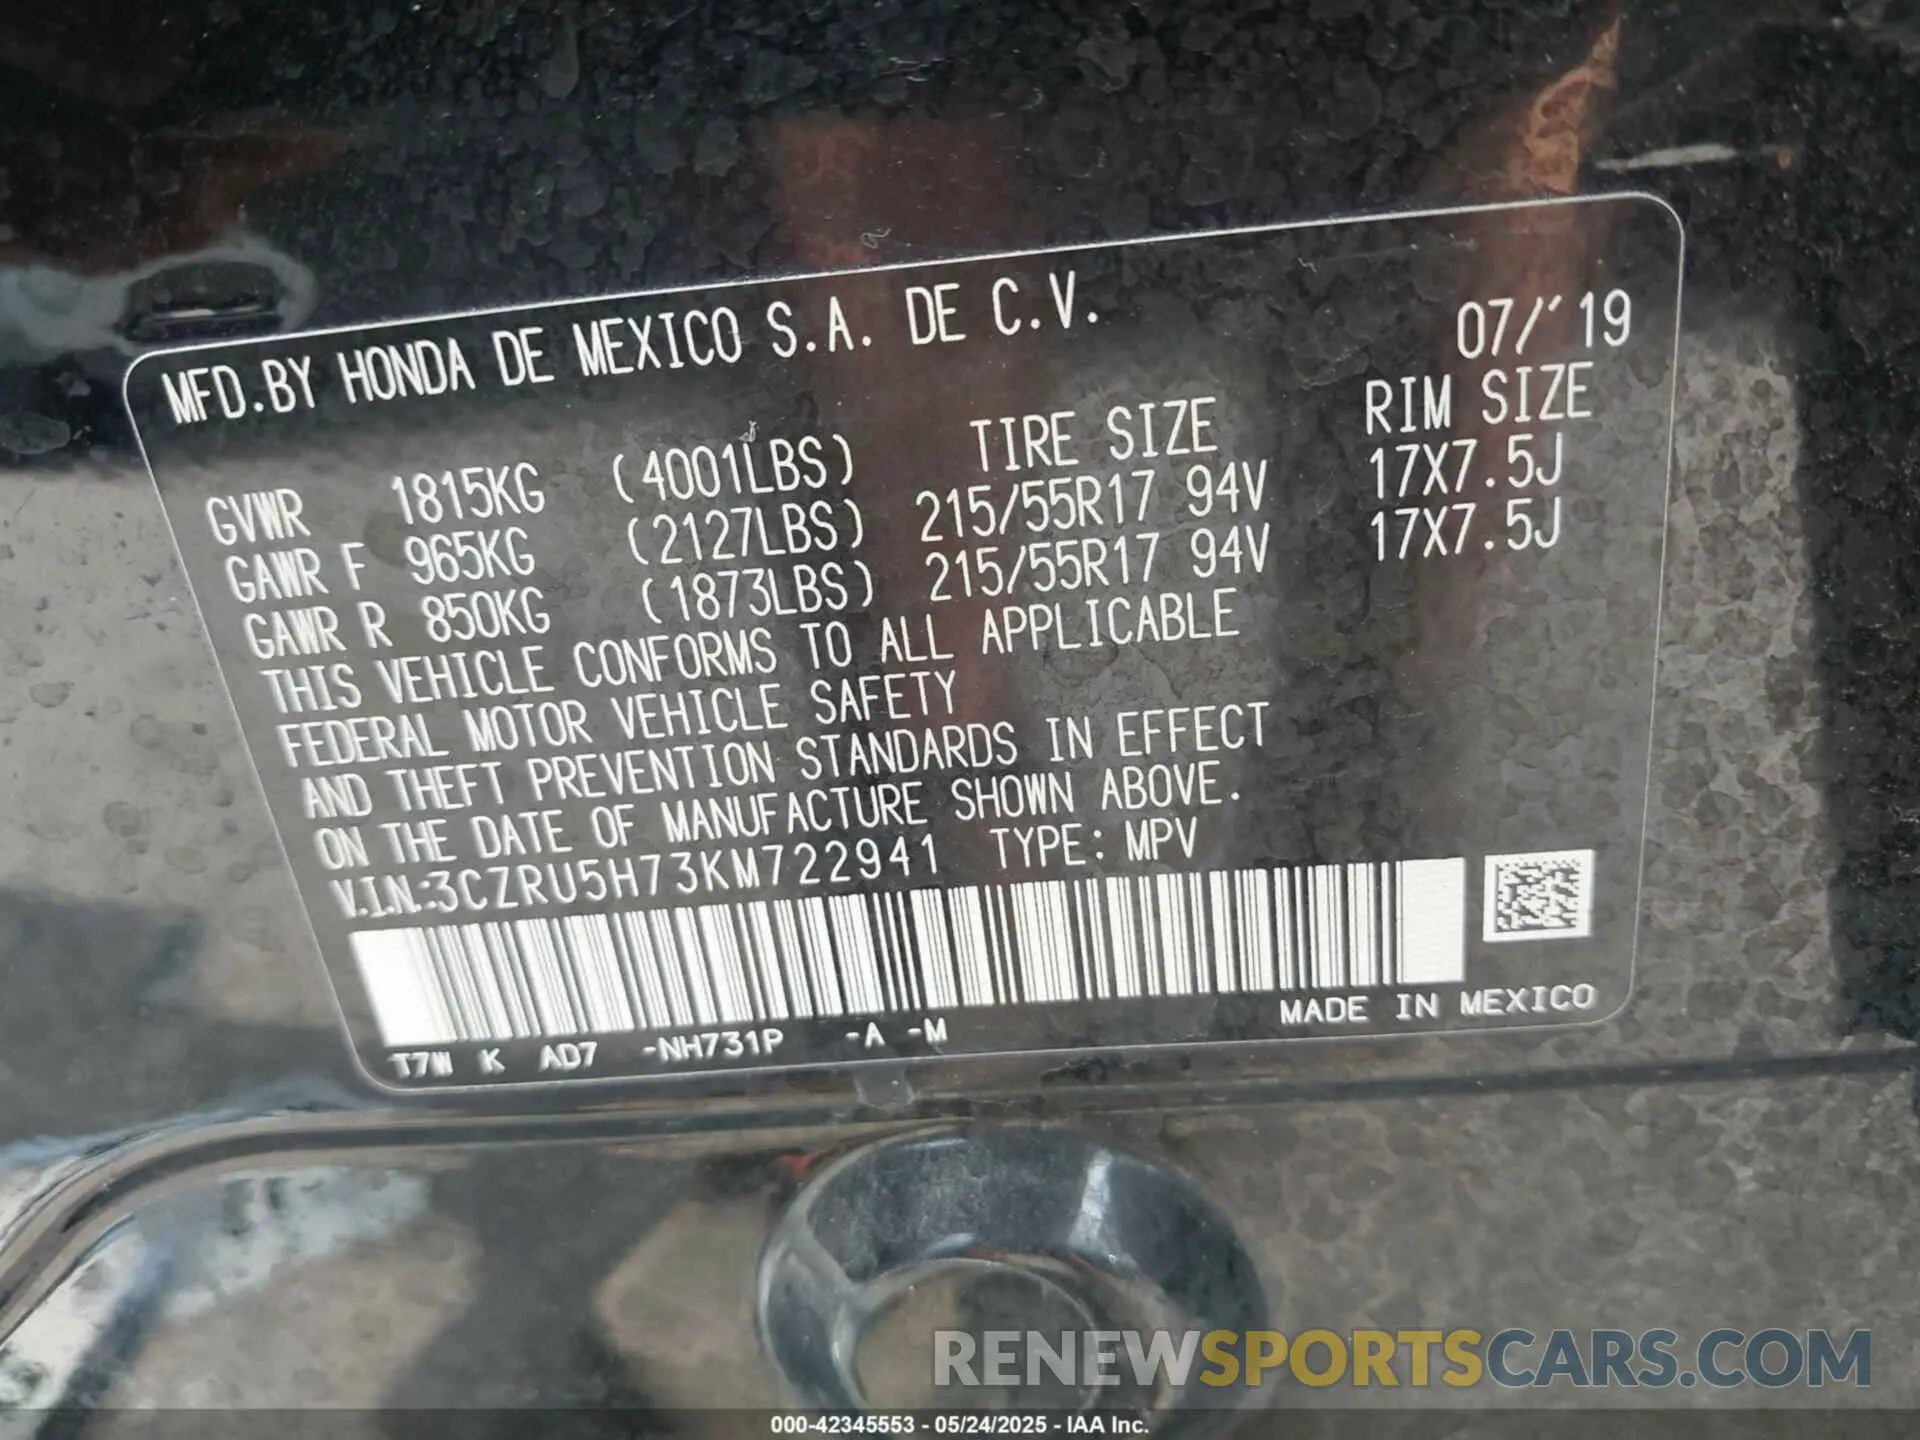 MFD.BY HONDA DE MEXICO S.A. DE C.V.
07/'19
TIRE SIZE RIM SIZE
GVWR 1815KG (4001LBS)
GAWR F 965KG (2127LBS) 215/55R17 94V 17X7.5J
GAWR R 850KG (1873LBS) 215/55R17 94V 17X7.5J
THIS VEHICLE CONFORMS TO ALL APPLICABLE
FEDERAL MOTOR VEHICLE SAFETY
AND THEFT PREVENTION STANDARDS IN EFFECT
ON THE DATE OF MANUFACTURE SHOWN ABOVE.
V.I.N.:3CZRU5H73KM722941 TYPE: MPV
T7W K AD7 -NH731P -A -M
MADE IN MEXICO
RENEWSPORTSCARS.COM
000-42345553 - 05/24/2025 - IAA Inc.